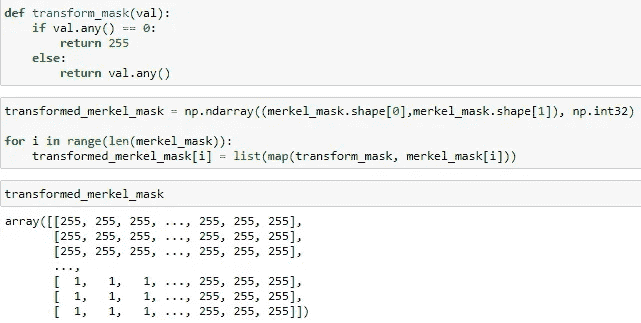 def transform_mask(val):
    if val.any() == 0:
        return 255
    else:
        return val.any()
transformed_merkel_mask = np.ndarray((merkel_mask.shape[0],merkel_mask.shape[1]), np.int32)
for i in range(len(merkel_mask)):
    transformed_merkel_mask[i] = list(map(transform_mask, merkel_mask[i]))
transformed_merkel_mask
array([[255, 255, 255, ..., 255, 255, 255],
       [255, 255, 255, ..., 255, 255, 255],
       [255, 255, 255, ..., 255, 255, 255],
       ...,
       [  1,   1,   1, ..., 255, 255, 255],
       [  1,   1,   1, ..., 255, 255, 255],
       [  1,   1,   1, ..., 255, 255, 255]])